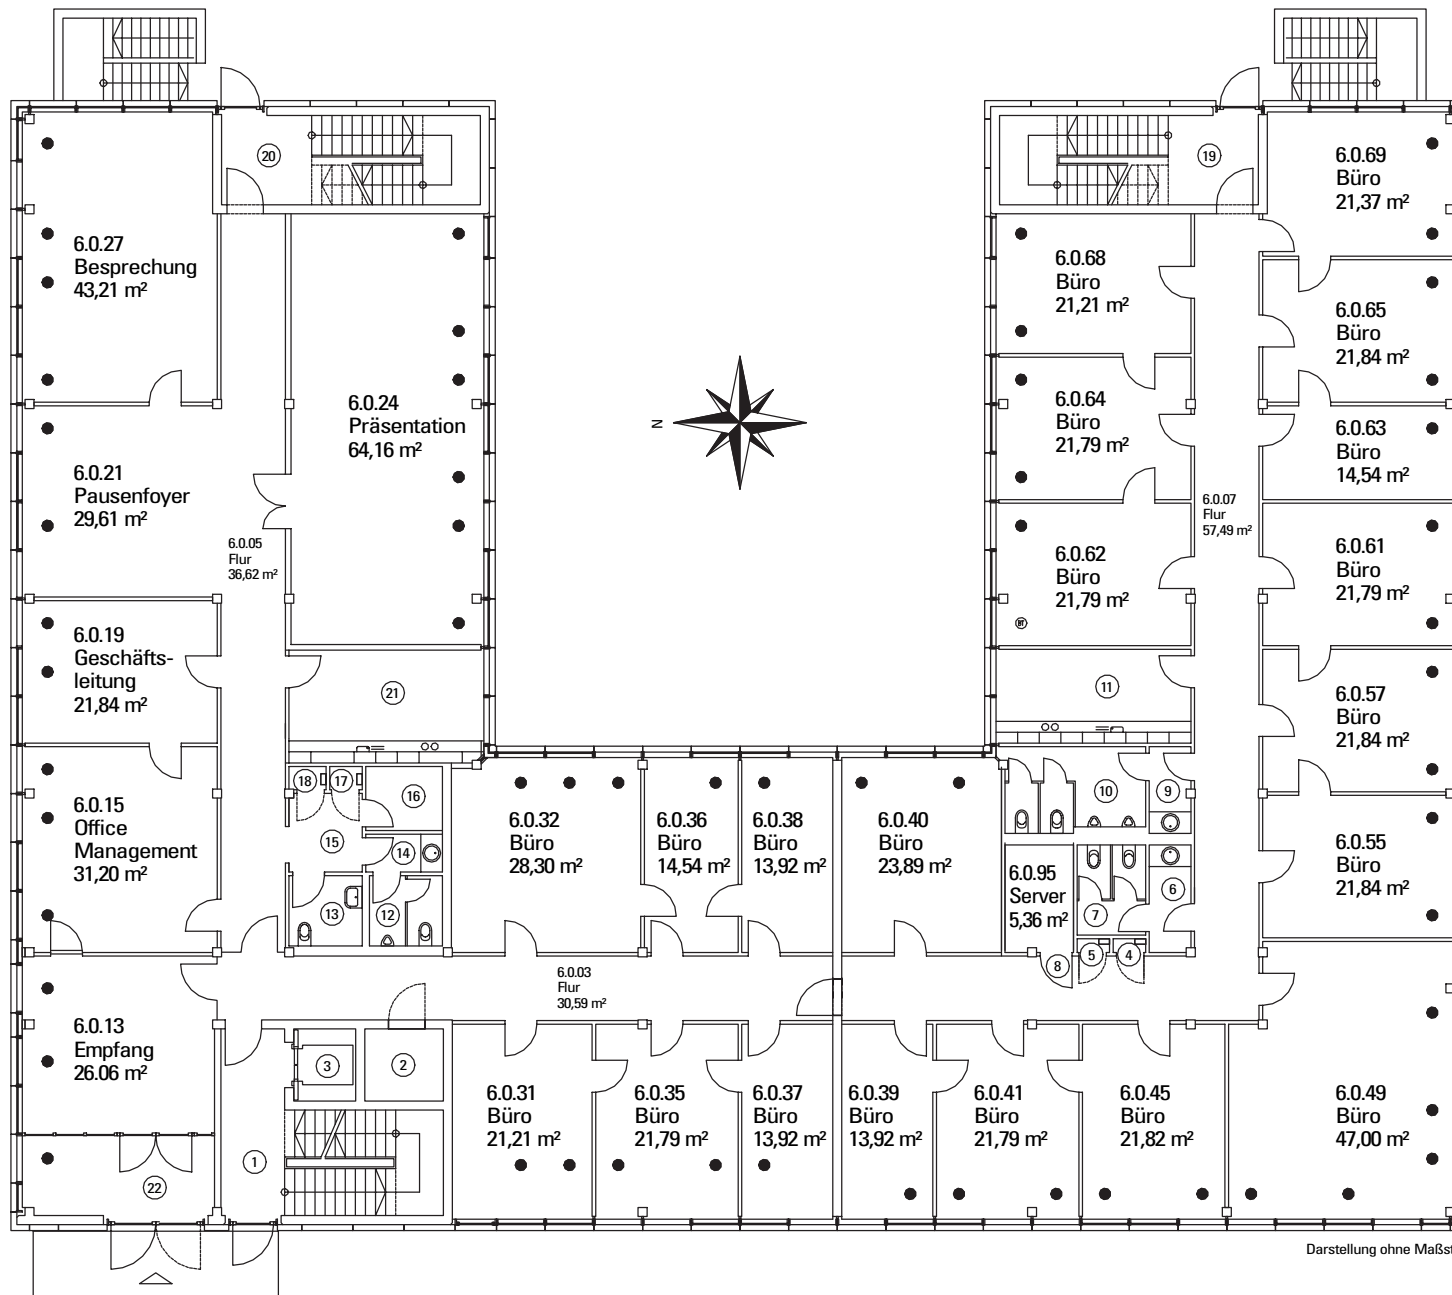 20
19
6.0.27
Besprechung
43,21 m²
6.0.24
Präsentation
64,16 m²
6.0.21
Pausenfoyer
29,61 m²
6.0.05
Flur
36,62 m²
6.0.19
Geschäfts-
leitung
21,84 m²
21
6.0.15
Office
Management
31,20 m²
18
17
16
15
14
13
12
6.0.13
Empfang
26.06 m²
22
1
3
2
N
6.0.32
Büro
28,30 m²
6.0.36
Büro
14,54 m²
6.0.38
Büro
13,92 m²
6.0.40
Büro
23,89 m²
6.0.03
Flur
30,59 m²
6.0.31
Büro
21,21 m²
6.0.35
Büro
21,79 m²
6.0.37
Büro
13,92 m²
6.0.39
Büro
13,92 m²
6.0.41
Büro
21,79 m²
6.0.45
Büro
21,82 m²
6.0.49
Büro
47,00 m²
6.0.68
Büro
21,21 m²
6.0.64
Büro
21,79 m²
6.0.62
Büro
21,79 m²
BT
11
10
9
6.0.95
Server
5,36 m²
7
6
8
5
4
6.0.07
Flur
57,49 m²
6.0.69
Büro
21,37 m²
6.0.65
Büro
21,84 m²
6.0.63
Büro
14,54 m²
6.0.61
Büro
21,79 m²
6.0.57
Büro
21,84 m²
6.0.55
Büro
21,84 m²
Darstellung ohne Maßst